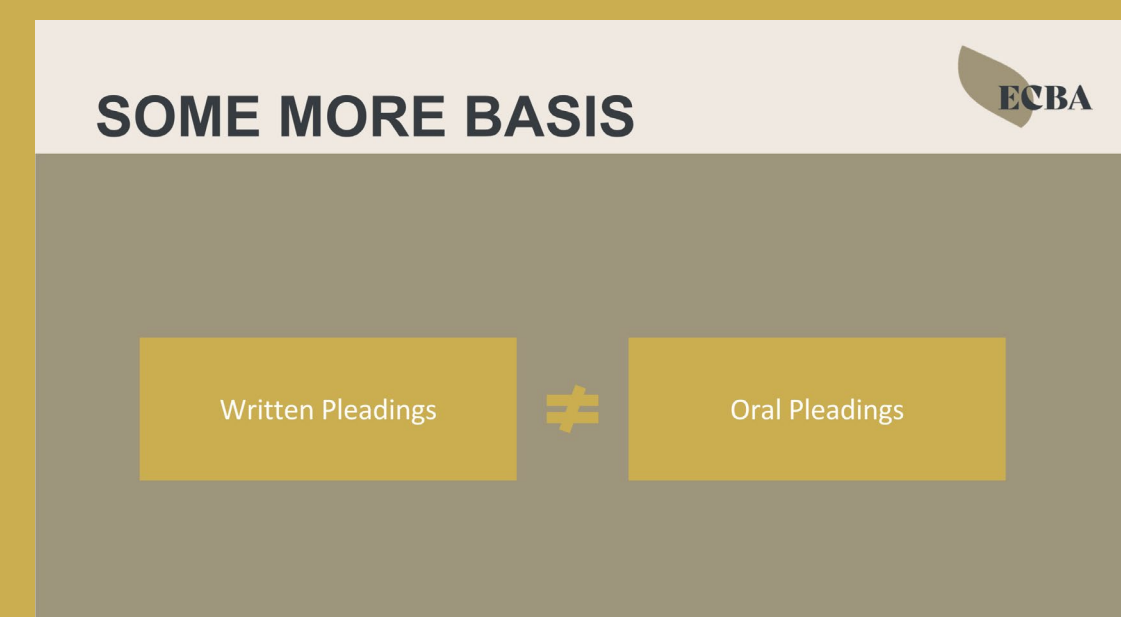 SOME MORE BASIS
ECBA
Written Pleadings
≠
Oral Pleadings